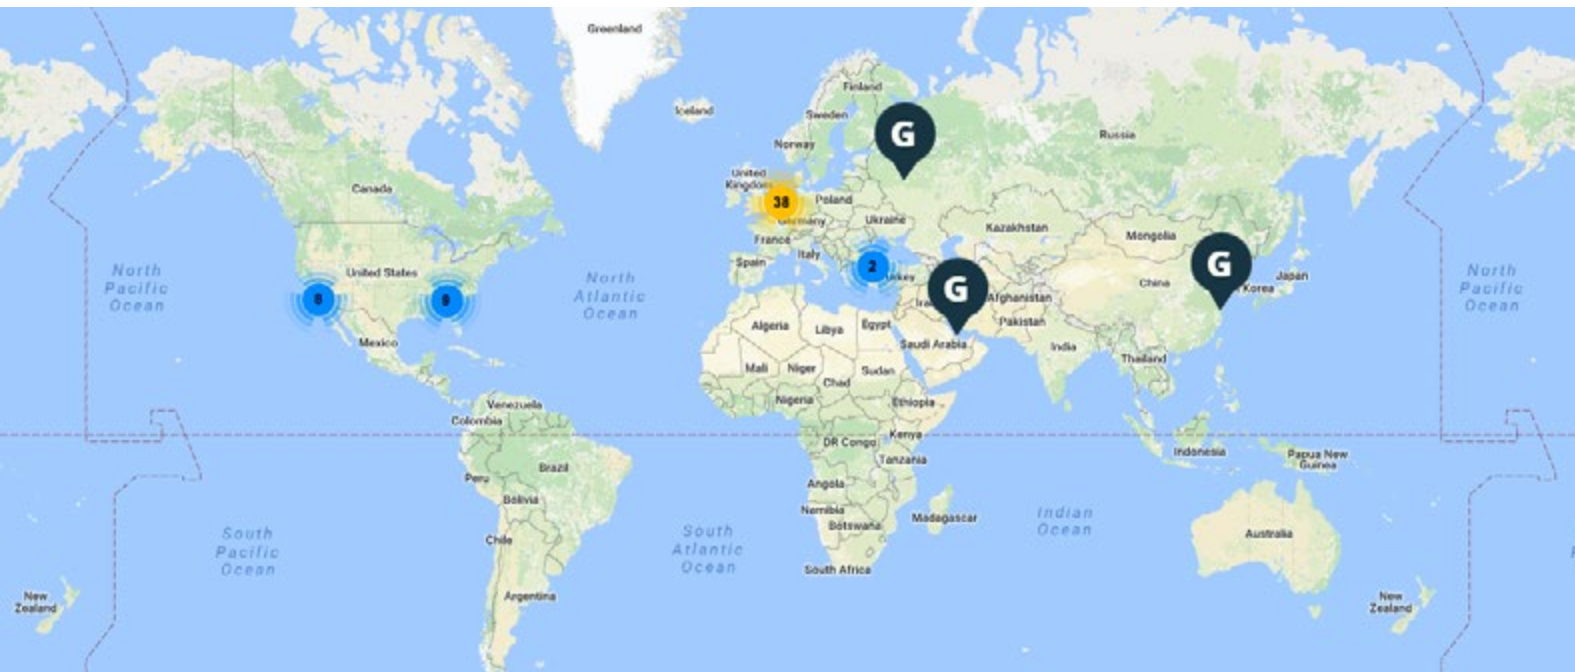 Greenland
Iceland
Finland
Sweden
Norway
Russia
G
United
Kingdom
38
Poland
Germany
Ukraine
France
Italy
Spain
Canada
Kazakhstan
Mongolia
G
China
Japan
Korea
North
Pacific
Ocean
United States
8
9
Mexico
North
Atlantic
Ocean
2
G
Afghanistan
Pakistan
North
Pacific
Ocean
Algeria
Libya
Egypt
Saudi Arabia
India
Thailand
Mali
Niger
Chad
Sudan
Nigeria
Ethiopia
Venezuela
Colombia
DR Congo
Kenya
Tanzania
Brazil
Peru
Bolivia
Indonesia
Papua New
Guinea
Angola
Namibia
Botswana
Madagascar
South
Pacific
Ocean
Chile
South
Atlantic
Ocean
South Africa
Indian
Ocean
Australia
Argentina
New
Zealand
New
Zealand